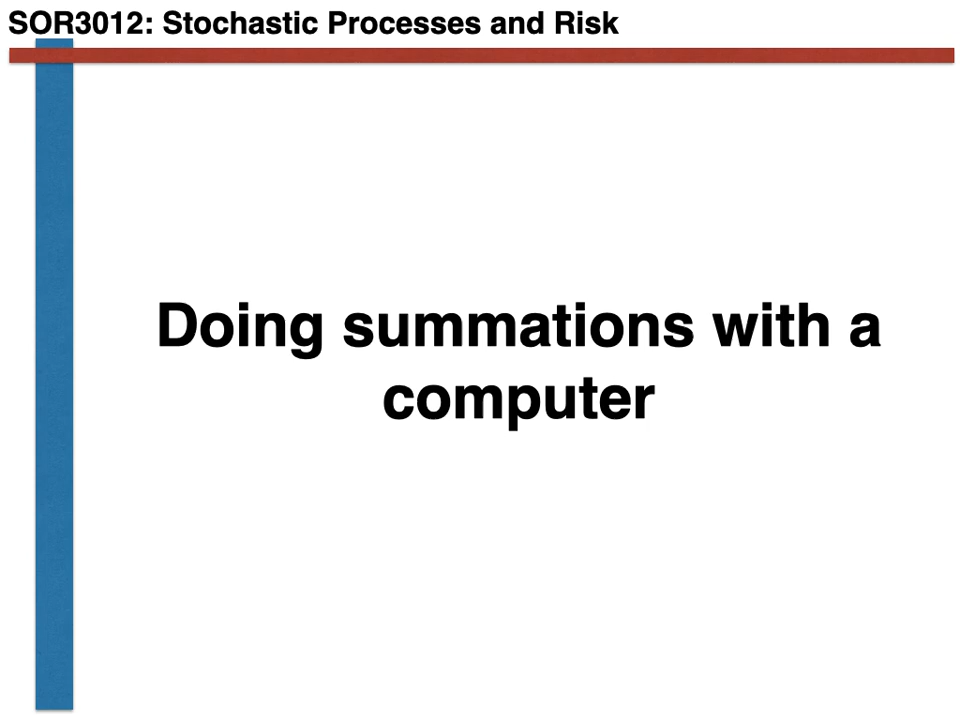 SOR3012: Stochastic Processes and Risk
Doing summations with a
computer